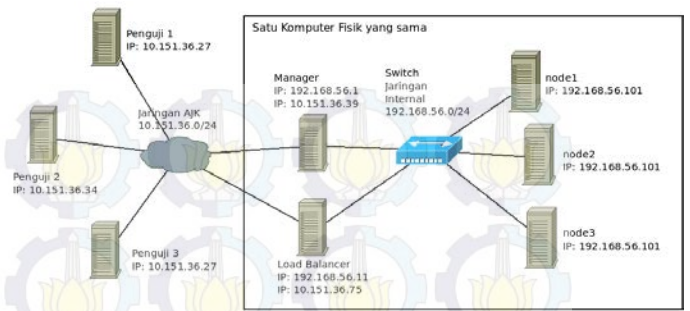 Satu Komputer Fisik yang sama
Penguji 1
IP: 10.151.36.27
Jaringan AJK
10.151.36.0/24
Penguji 2
IP: 10.151.36.34
Penguji 3
IP: 10.151.36.27
Manager
IP: 192.168.56.1
IP: 10.151.36.39
Load Balancer
IP: 192.168.56.11
IP: 10.151.36.75
Switch
Jaringan
Internal
192.168.56.0/24
node1
IP: 192.168.56.101
node2
IP: 192.168.56.101
node3
IP: 192.168.56.101